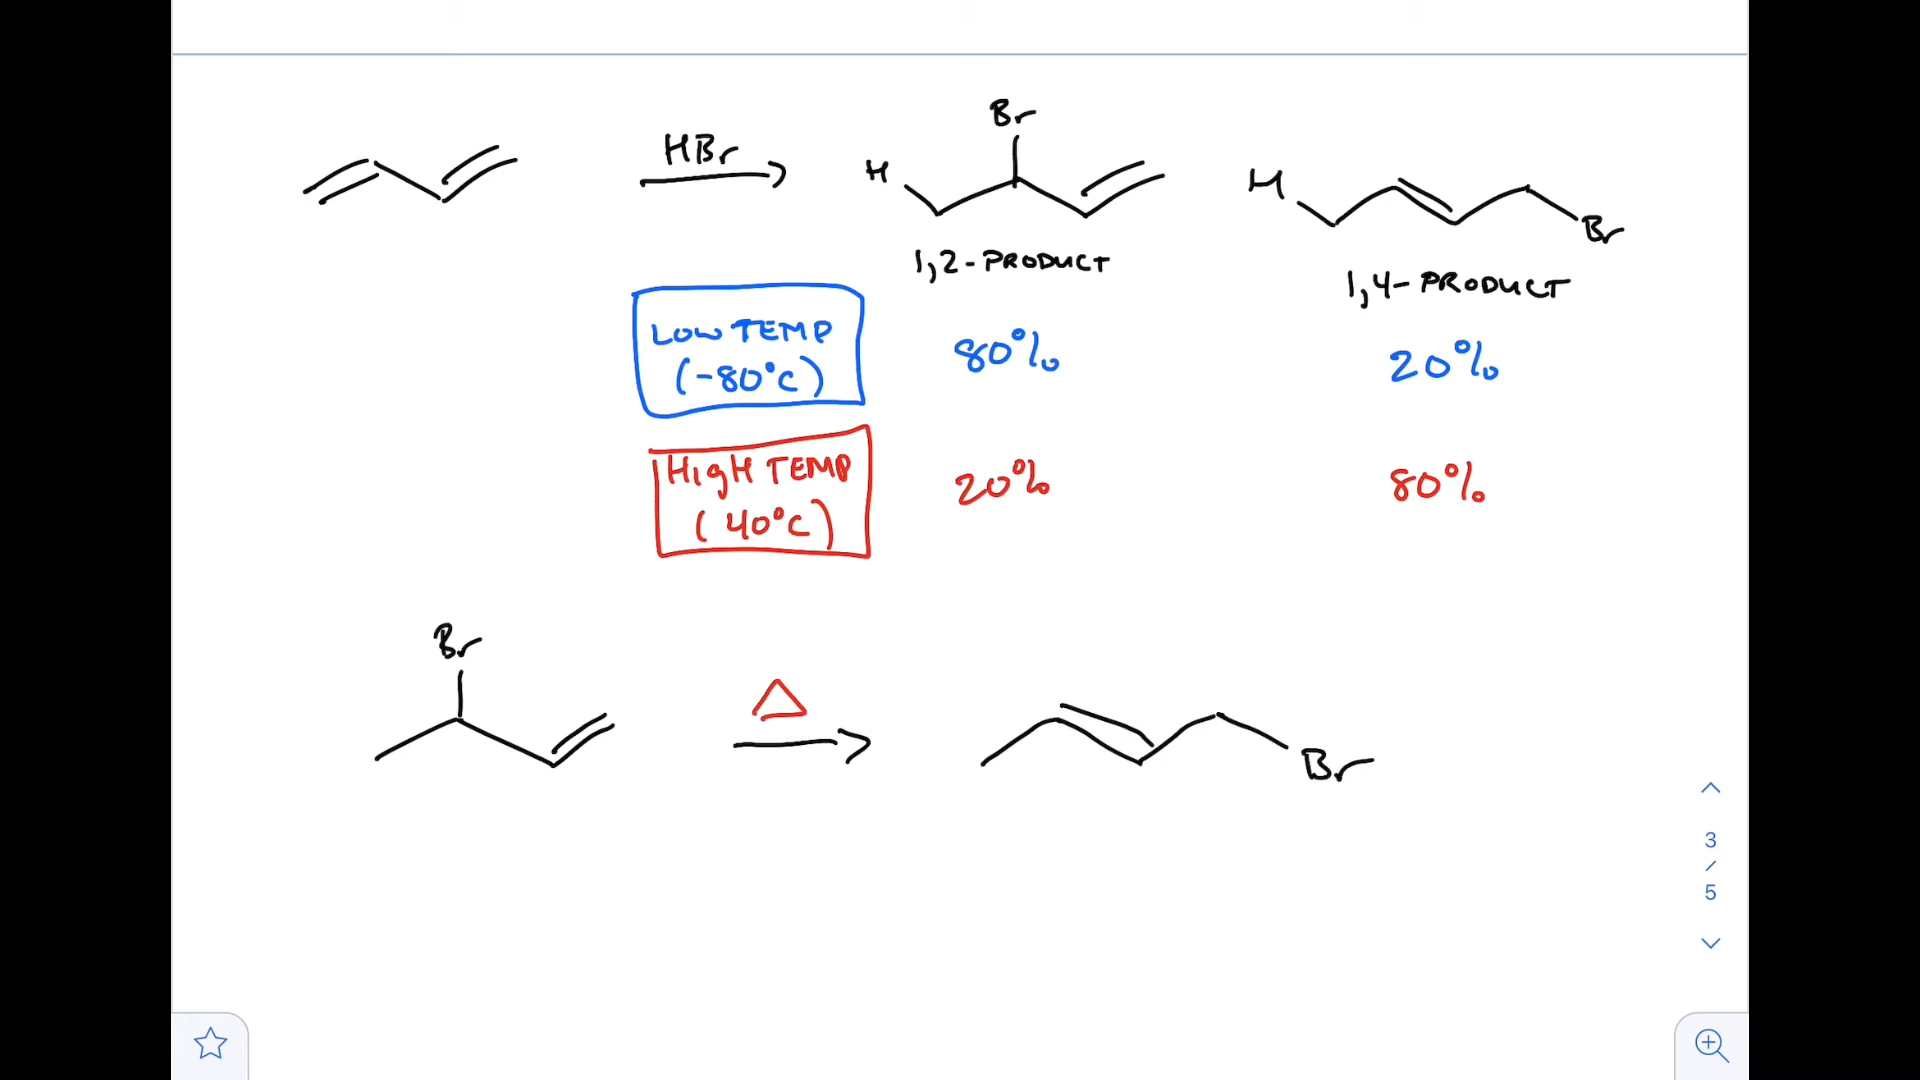 Br
HBr
H
H
Br
1,2-PRODUCT
1,4-PRODUCT
LOW TEMP
(-80°C)
80%
20%
HIgH TEMP
(40°C)
20%
80%
Br
△
Br
3
/
5